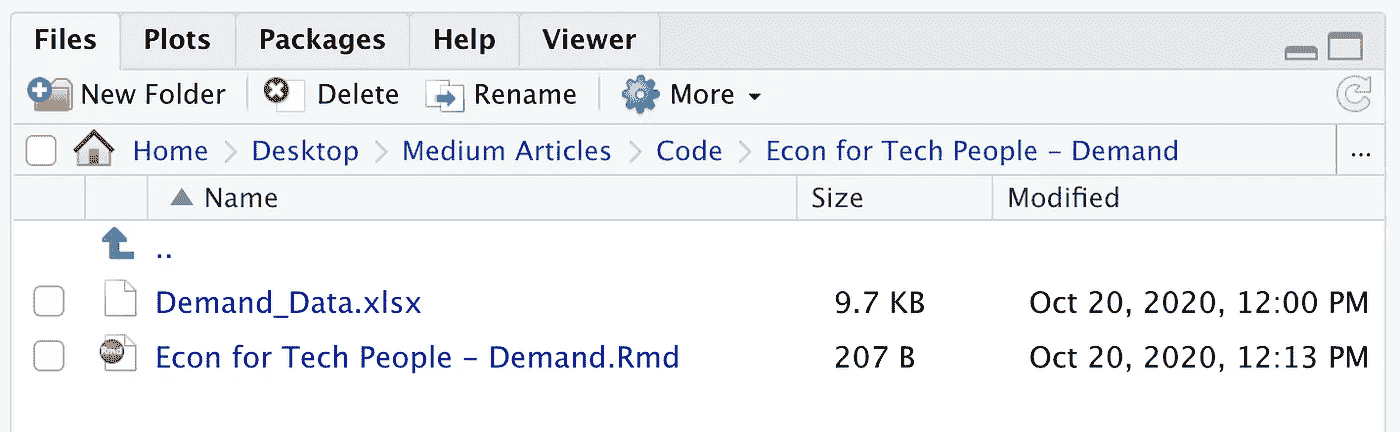 Files Plots Packages Help Viewer
New Folder Delete Rename More
Home Desktop Medium Articles Code Econ for Tech People – Demand ...
Name Size Modified
..
Demand_Data.xlsx 9.7 KB Oct 20, 2020, 12:00 PM
Rmd Econ for Tech People – Demand.Rmd 207 B Oct 20, 2020, 12:13 PM